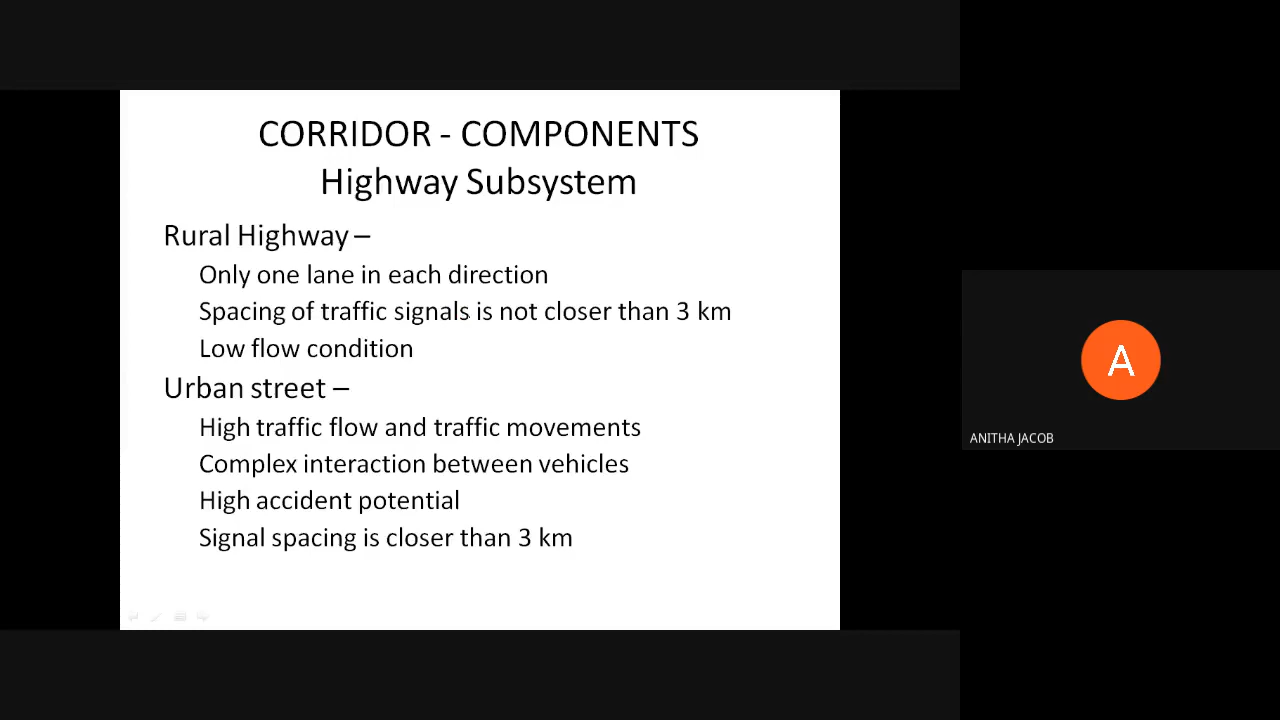 CORRIDOR - COMPONENTS
Highway Subsystem
Rural Highway –
Only one lane in each direction
Spacing of traffic signals is not closer than 3 km
Low flow condition
Urban street –
High traffic flow and traffic movements
Complex interaction between vehicles
High accident potential
Signal spacing is closer than 3 km
A
ANITHA JACOB